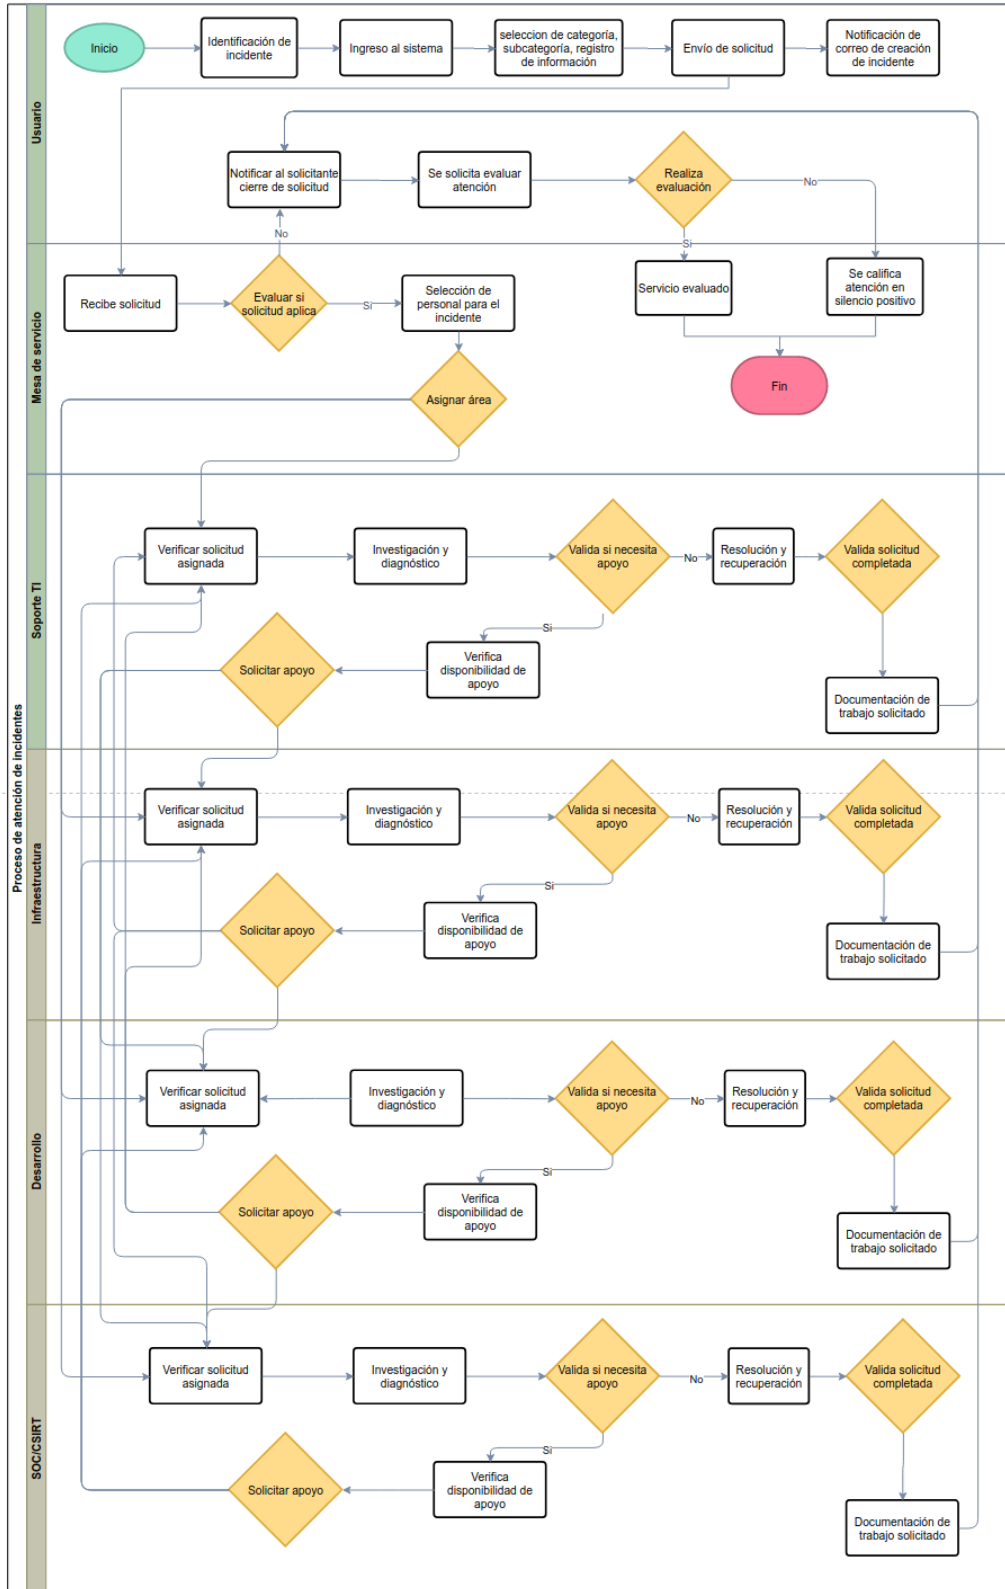 Proceso de atención de incidentes
Usuario
Inicio
Identificación de
incidente
Ingreso al sistema
seleccion de categoría,
subcategoría, registro
de información
Envío de solicitud
Notificación de
correo de creación
de incidente
Notificar al solicitante
cierre de solicitud
Se solicita evaluar
atención
Realiza
evaluación
No
No
Si
Mesa de servicio
Recibe solicitud
Evaluar si
solicitud aplica
Si
Selección de
personal para el
incidente
Servicio evaluado
Se califica
atención en
silencio positivo
Asignar área
Fin
Soporte TI
Verificar solicitud
asignada
Investigación y
diagnóstico
Valida si necesita
apoyo
No
Resolución y
recuperación
Valida solicitud
completada
Si
Solicitar apoyo
Verifica
disponibilidad de
apoyo
Documentación de
trabajo solicitado
Infraestructura
Verificar solicitud
asignada
Investigación y
diagnóstico
Valida si necesita
apoyo
No
Resolución y
recuperación
Valida solicitud
completada
Si
Solicitar apoyo
Verifica
disponibilidad de
apoyo
Documentación de
trabajo solicitado
Desarrollo
Verificar solicitud
asignada
Investigación y
diagnóstico
Valida si necesita
apoyo
No
Resolución y
recuperación
Valida solicitud
completada
Si
Solicitar apoyo
Verifica
disponibilidad de
apoyo
Documentación de
trabajo solicitado
SOC/CSIRT
Verificar solicitud
asignada
Investigación y
diagnóstico
Valida si necesita
apoyo
No
Resolución y
recuperación
Valida solicitud
completada
Si
Solicitar apoyo
Verifica
disponibilidad de
apoyo
Documentación de
trabajo solicitado